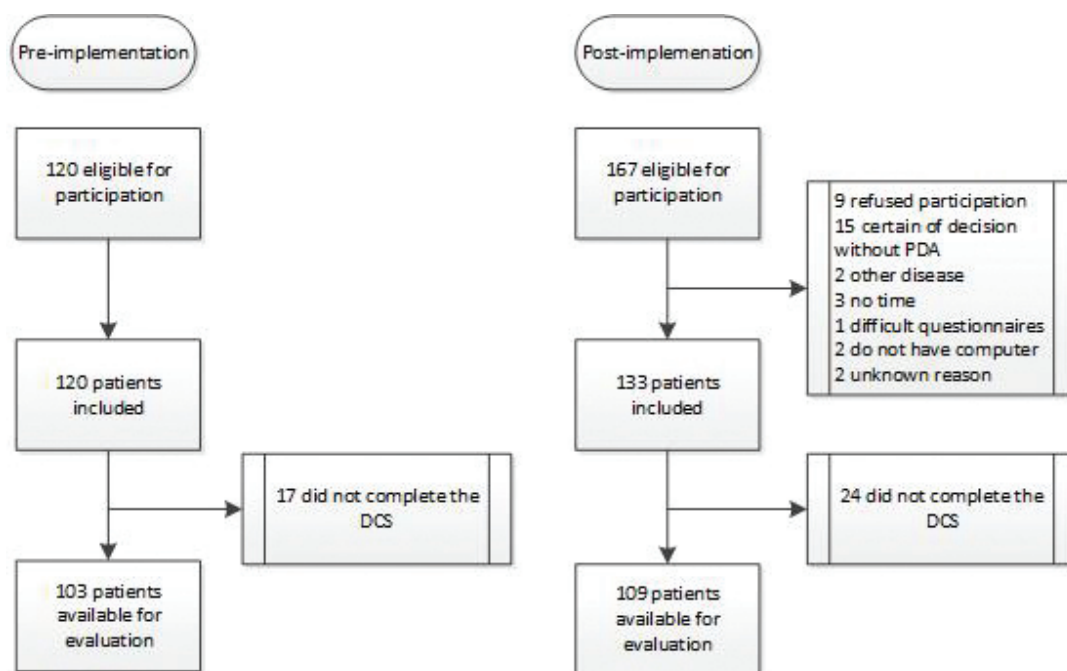 Pre-implementation
120 eligible for
participation
120 patients
included
17 did not complete the
DCS
103 patients
available for
evaluation
Post-implemenation
167 eligible for
participation
9 refused participation
15 certain of decision
without PDA
2 other disease
3 no time
1 difficult questionnaires
2 do not have computer
2 unknown reason
133 patients
included
24 did not complete the
DCS
109 patients
available for
evaluation